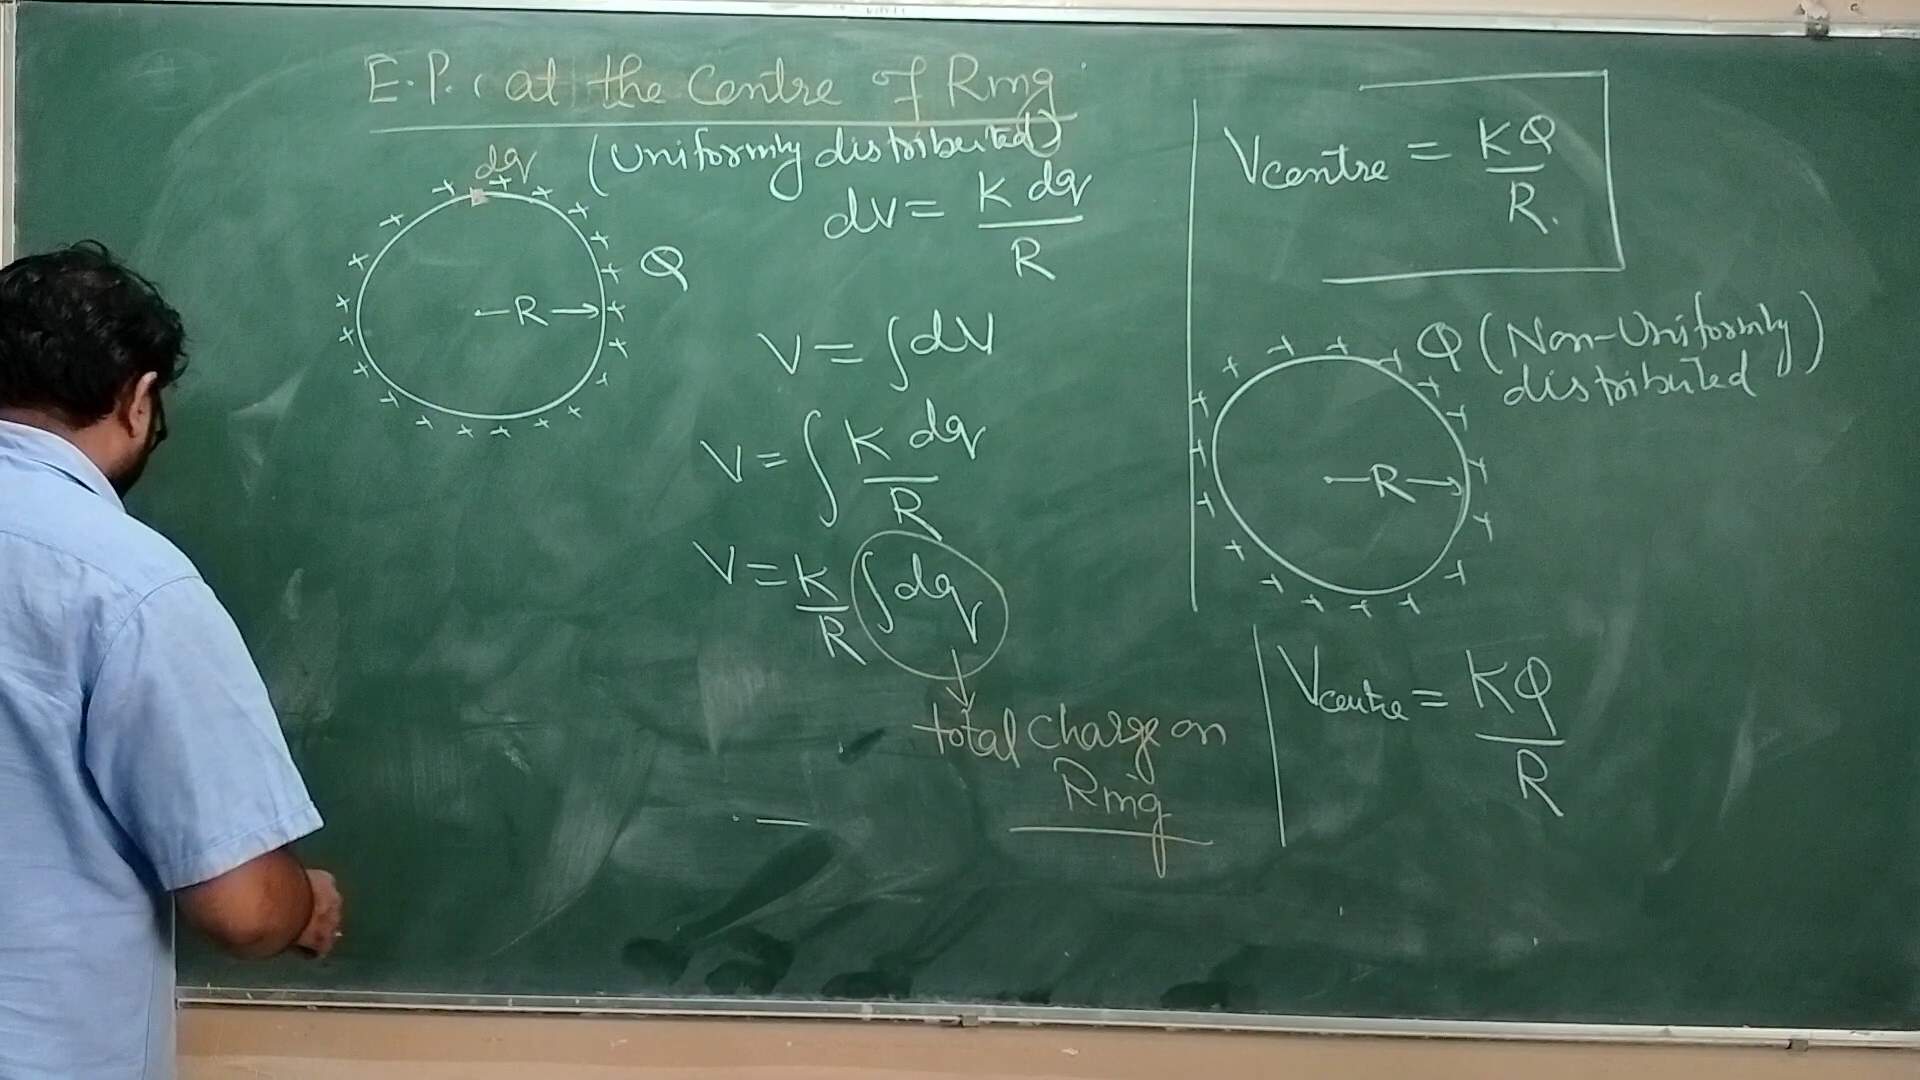 E.P. at the Centre of Ring
(Uniformly distributed)
dq
Q
R
dV = K dq / R
V = ∫ dV
V = ∫ K dq / R
V = K / R ∫ dq
total Charge on
Ring
Vcentre = KQ / R.
Q (Non-Uniformly
distributed)
R
Vcentre = KQ / R